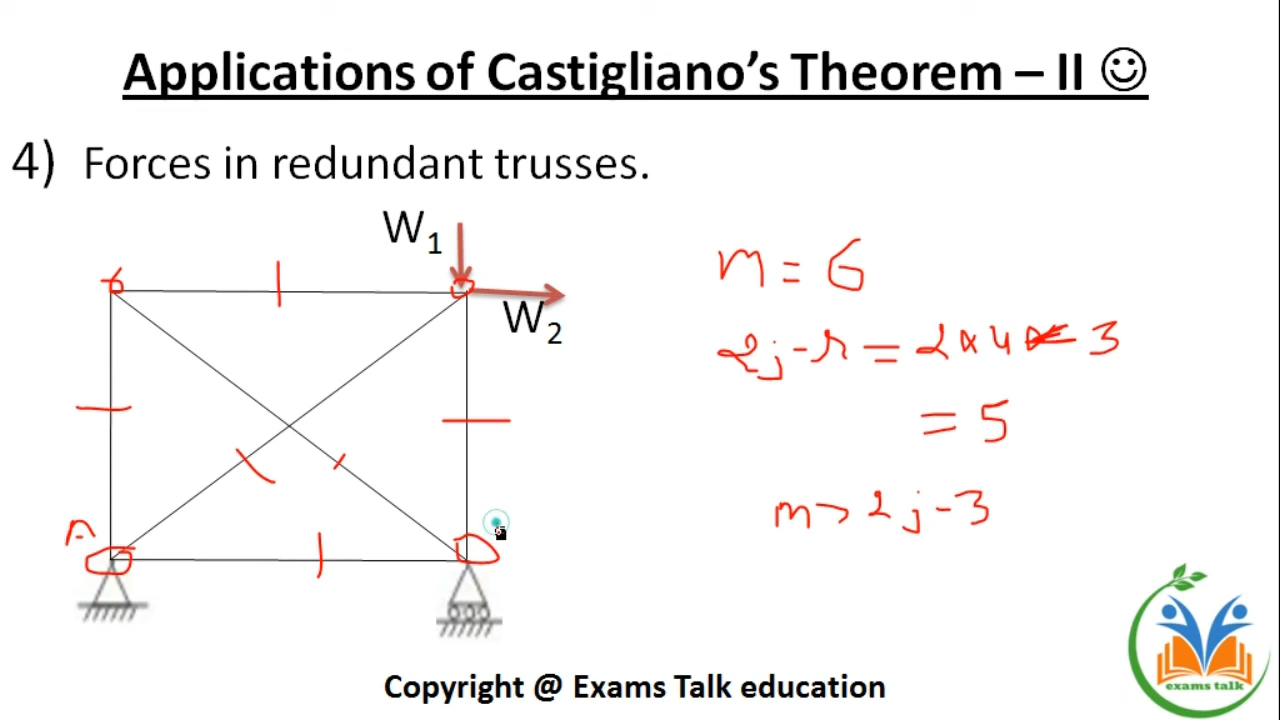 Applications of Castigliano's Theorem – II ☺
4) Forces in redundant trusses.
W₁
W₂
m = 6
2j - r = 2 × 4 - 3
= 5
m > 2j - 3
A
Copyright @ Exams Talk education
exams talk